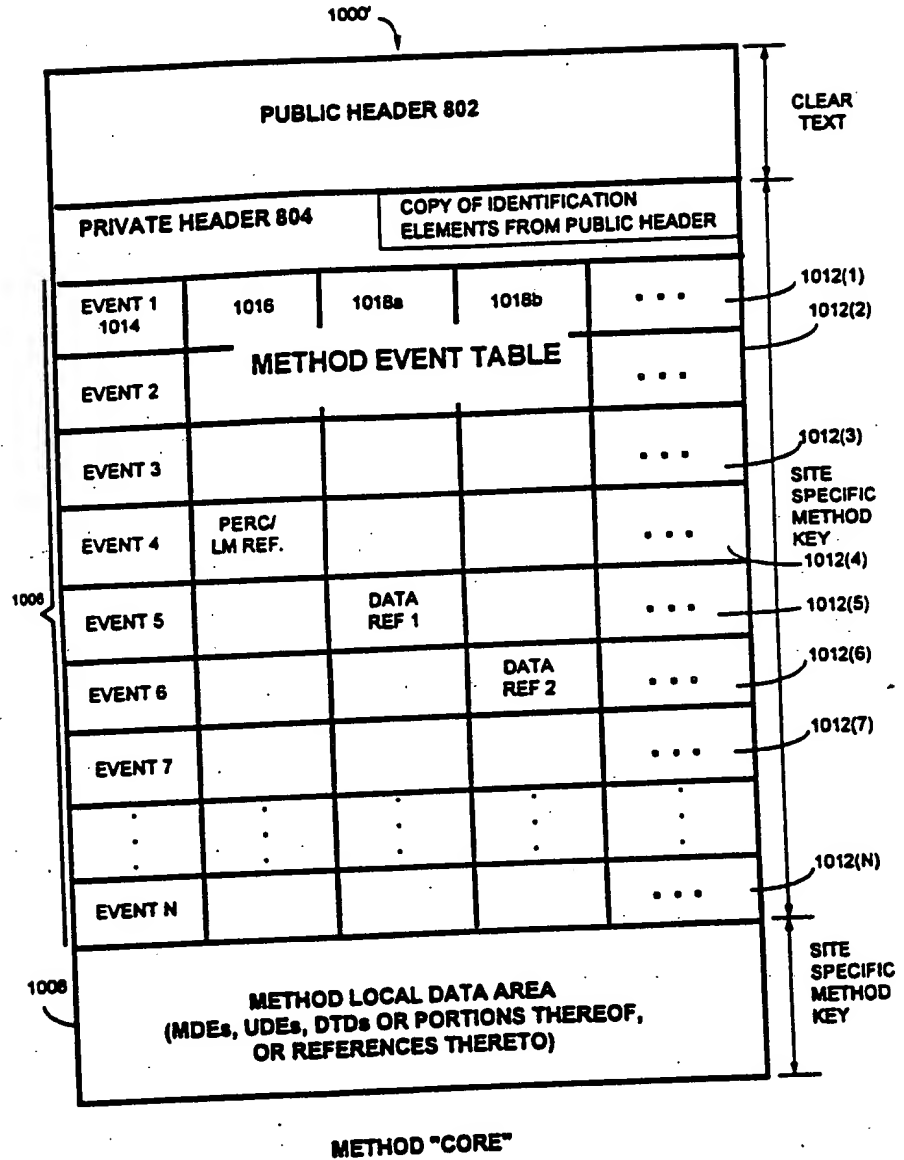 1000'
PUBLIC HEADER 802
CLEAR
TEXT
PRIVATE HEADER 804
COPY OF IDENTIFICATION
ELEMENTS FROM PUBLIC HEADER
EVENT 1
1014
1016
1018a
1018b
• • •
1012(1)
1012(2)
METHOD EVENT TABLE
EVENT 2
• • •
EVENT 3
• • •
1012(3)
SITE
SPECIFIC
METHOD
KEY
EVENT 4
PERC/
LM REF.
• • •
1012(4)
1006
EVENT 5
DATA
REF 1
• • •
1012(5)
EVENT 6
DATA
REF 2
• • •
1012(6)
EVENT 7
• • •
1012(7)
EVENT N
• • •
1012(N)
1008
METHOD LOCAL DATA AREA
(MDEs, UDEs, DTDs OR PORTIONS THEREOF,
OR REFERENCES THERETO)
SITE
SPECIFIC
METHOD
KEY
METHOD "CORE"